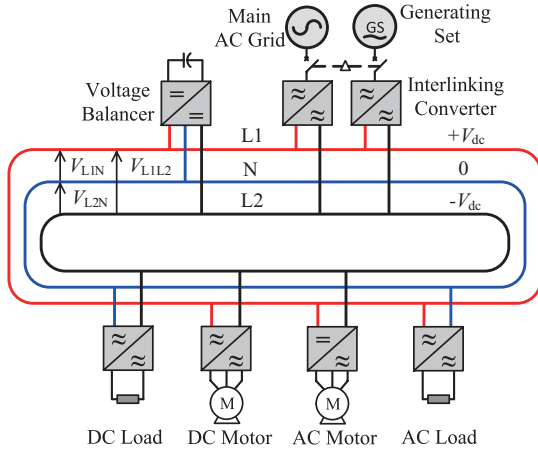 Main
AC Grid
Generating
Set
GS
Voltage
Balancer
Interlinking
Converter
L1
+Vdc
VL1N
VL1L2
N
0
VL2N
L2
-Vdc
M
M
DC Load
DC Motor
AC Motor
AC Load